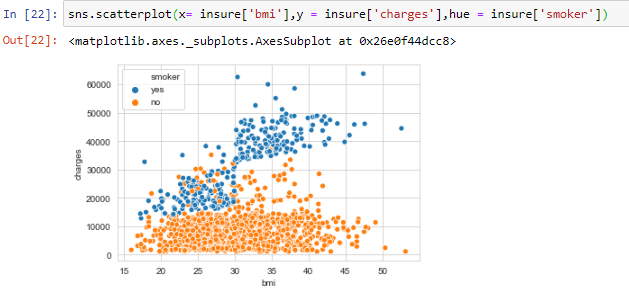 In [22]: sns.scatterplot(x= insure['bmi'],y = insure['charges'],hue = insure['smoker'])
Out[22]: <matplotlib.axes._subplots.AxesSubplot at 0x26e0f44dcc8>
smoker
yes
no
60000
50000
40000
30000
20000
10000
0
charges
15 20 25 30 35 40 45 50
bmi